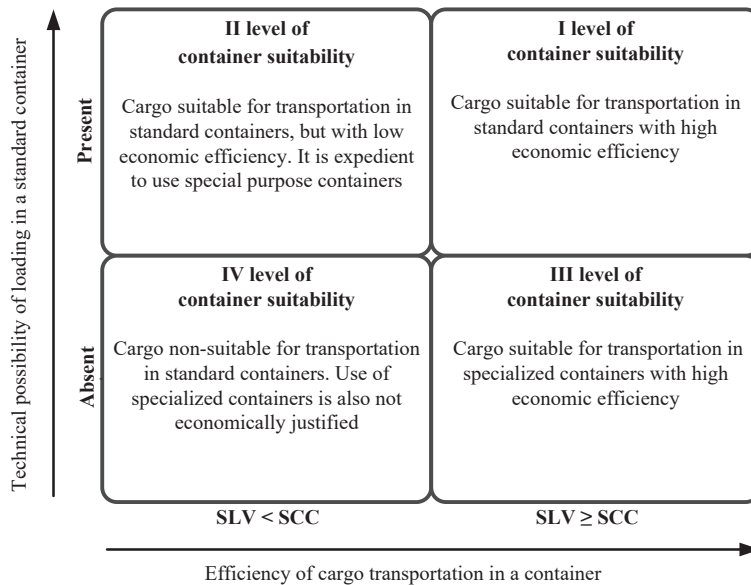 Technical possibility of loading in a standard container
Present
II level of
container suitability
Cargo suitable for transportation in
standard containers, but with low
economic efficiency. It is expedient
to use special purpose containers
I level of
container suitability
Cargo suitable for transportation in
standard containers with high
economic efficiency
Absent
IV level of
container suitability
Cargo non-suitable for transportation
in standard containers. Use of
specialized containers is also not
economically justified
III level of
container suitability
Cargo suitable for transportation in
specialized containers with high
economic efficiency
SLV < SCC
SLV ≥ SCC
Efficiency of cargo transportation in a container